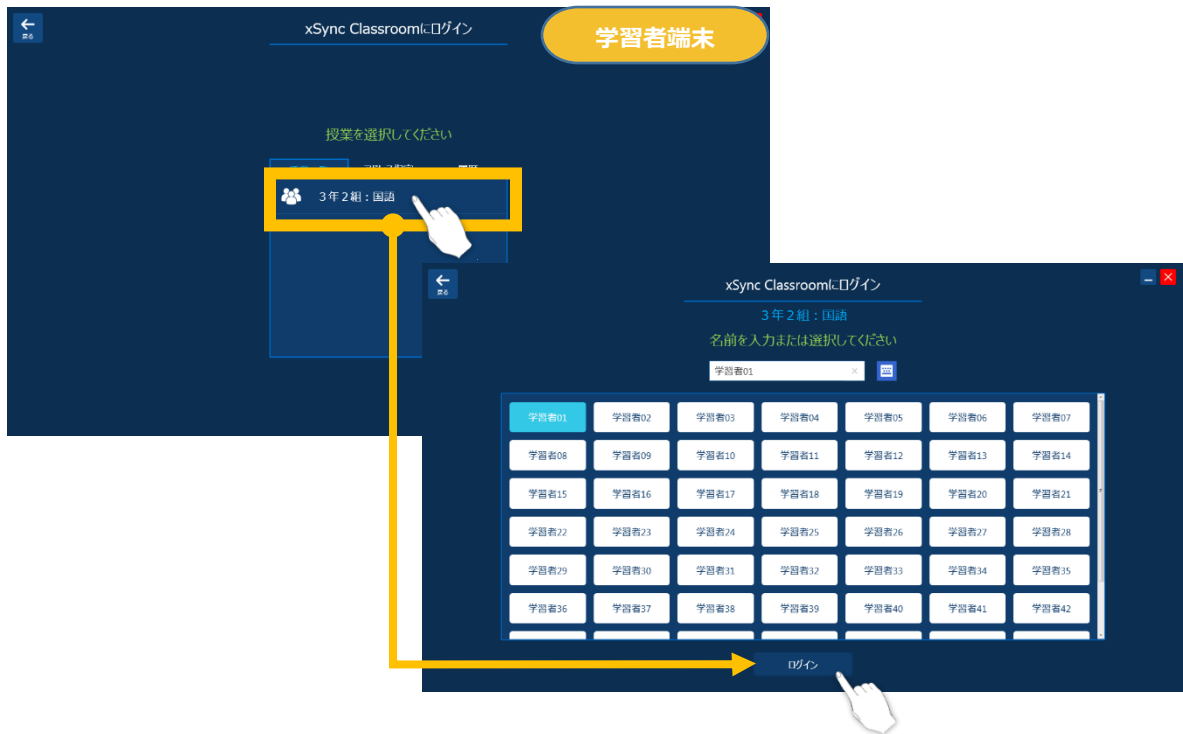 戻る
xSync Classroomにログイン
学習者端末
授業を選択してください
3年2組：国語
戻る
xSync Classroomにログイン
3年2組：国語
名前を入力または選択してください
学習者01
学習者01 学習者02 学習者03 学習者04 学習者05 学習者06 学習者07
学習者08 学習者09 学習者10 学習者11 学習者12 学習者13 学習者14
学習者15 学習者16 学習者17 学習者18 学習者19 学習者20 学習者21
学習者22 学習者23 学習者24 学習者25 学習者26 学習者27 学習者28
学習者29 学習者30 学習者31 学習者32 学習者33 学習者34 学習者35
学習者36 学習者37 学習者38 学習者39 学習者40 学習者41 学習者42
ログイン